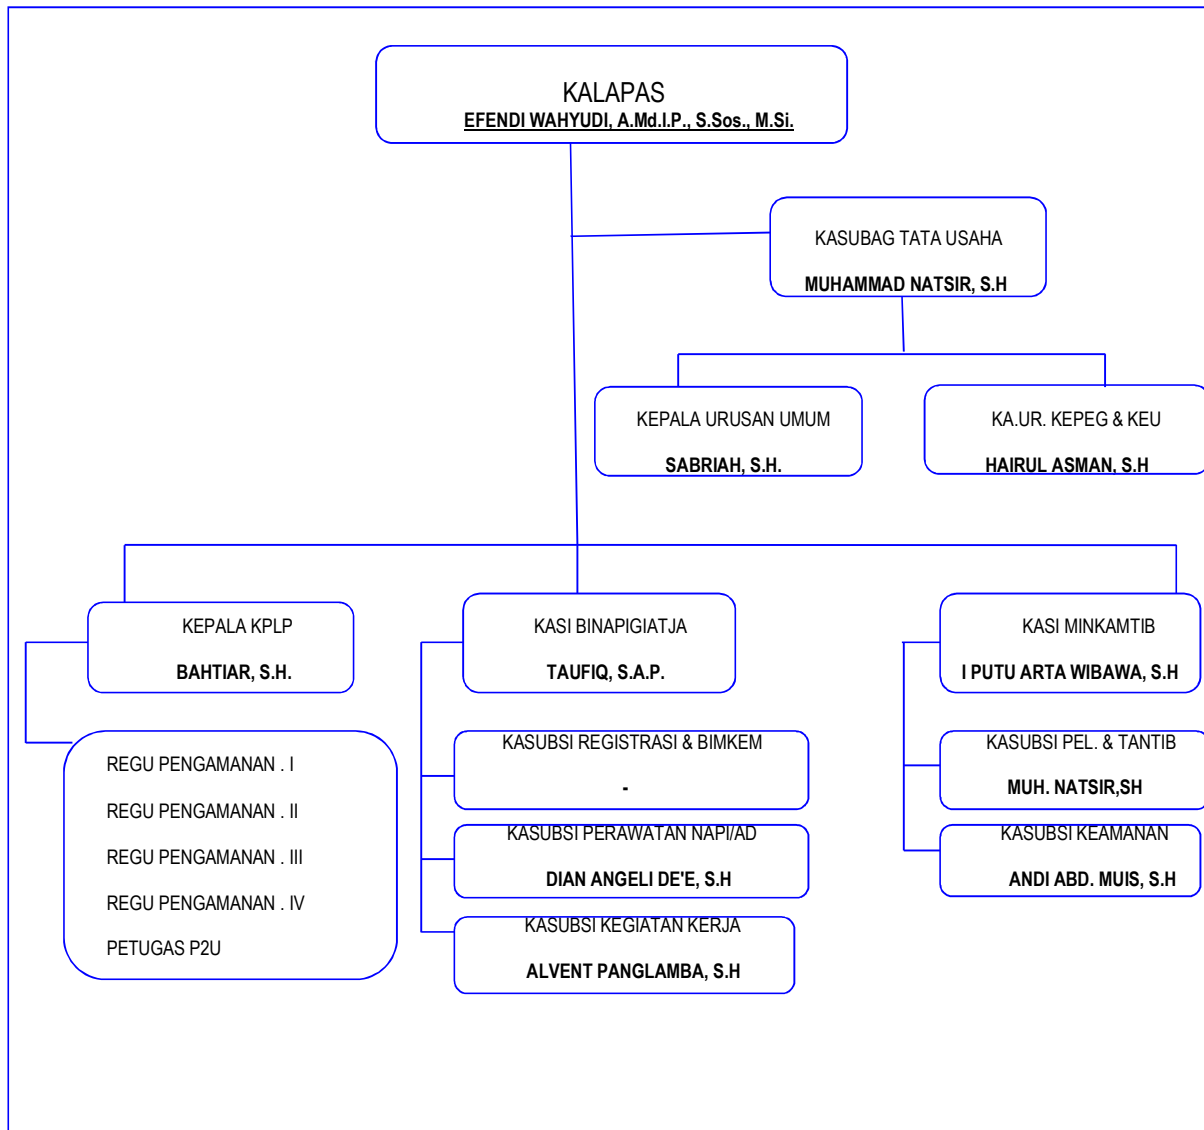 KALAPAS
EFENDI WAHYUDI, A.Md.I.P., S.Sos., M.Si.
KASUBAG TATA USAHA
MUHAMMAD NATSIR, S.H
KEPALA URUSAN UMUM
SABRIAH, S.H.
KA.UR. KEPEG & KEU
HAIRUL ASMAN, S.H
KEPALA KPLP
BAHTIAR, S.H.
REGU PENGAMANAN . I
REGU PENGAMANAN . II
REGU PENGAMANAN . III
REGU PENGAMANAN . IV
PETUGAS P2U
KASI BINAPIGIATJA
TAUFIQ, S.A.P.
KASUBSI REGISTRASI & BIMKEM
-
KASUBSI PERAWATAN NAPI/AD
DIAN ANGELI DE'E, S.H
KASUBSI KEGIATAN KERJA
ALVENT PANGLAMBA, S.H
KASI MINKAMTIB
I PUTU ARTA WIBAWA, S.H
KASUBSI PEL. & TANTIB
MUH. NATSIR,SH
KASUBSI KEAMANAN
ANDI ABD. MUIS, S.H